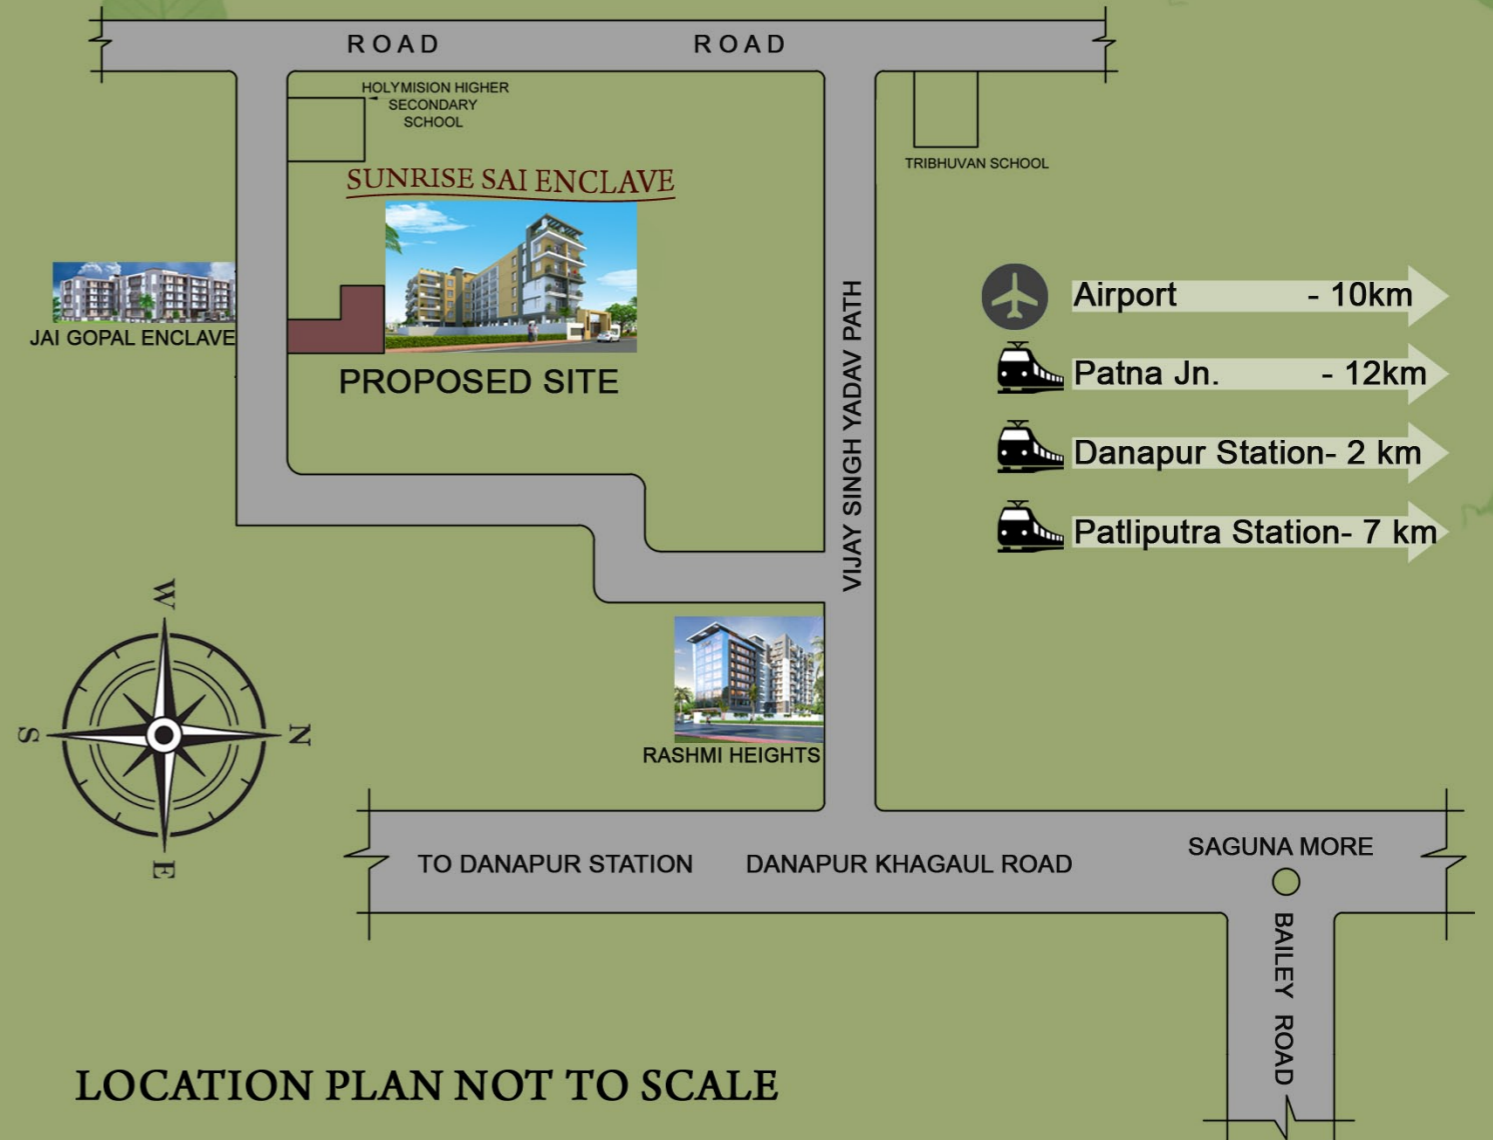 ROAD ROAD
HOLYMISION HIGHER
SECONDARY
SCHOOL
TRIBHUVAN SCHOOL
SUNRISE SAI ENCLAVE
JAI GOPAL ENCLAVE
PROPOSED SITE
VIJAY SINGH YADAV PATH
Airport - 10km
Patna Jn. - 12km
Danapur Station- 2 km
Patliputra Station- 7 km
W
S N
E
RASHMI HEIGHTS
SAGUNA MORE
TO DANAPUR STATION DANAPUR KHAGAUL ROAD
BAILEY ROAD
LOCATION PLAN NOT TO SCALE